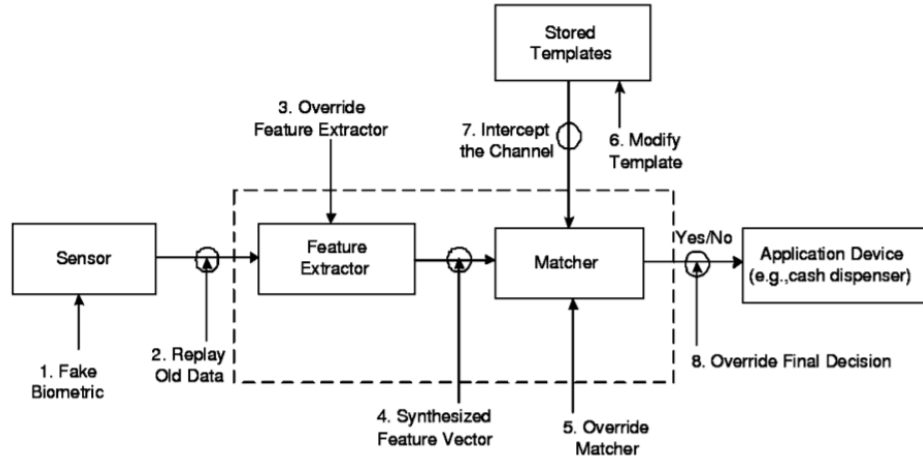 Stored
Templates
3. Override
Feature Extractor
7. Intercept
the Channel
6. Modify
Template
Sensor
Feature
Extractor
Matcher
Yes/No
Application Device
(e.g.,cash dispenser)
1. Fake
Biometric
2. Replay
Old Data
4. Synthesized
Feature Vector
5. Override
Matcher
8. Override Final Decision